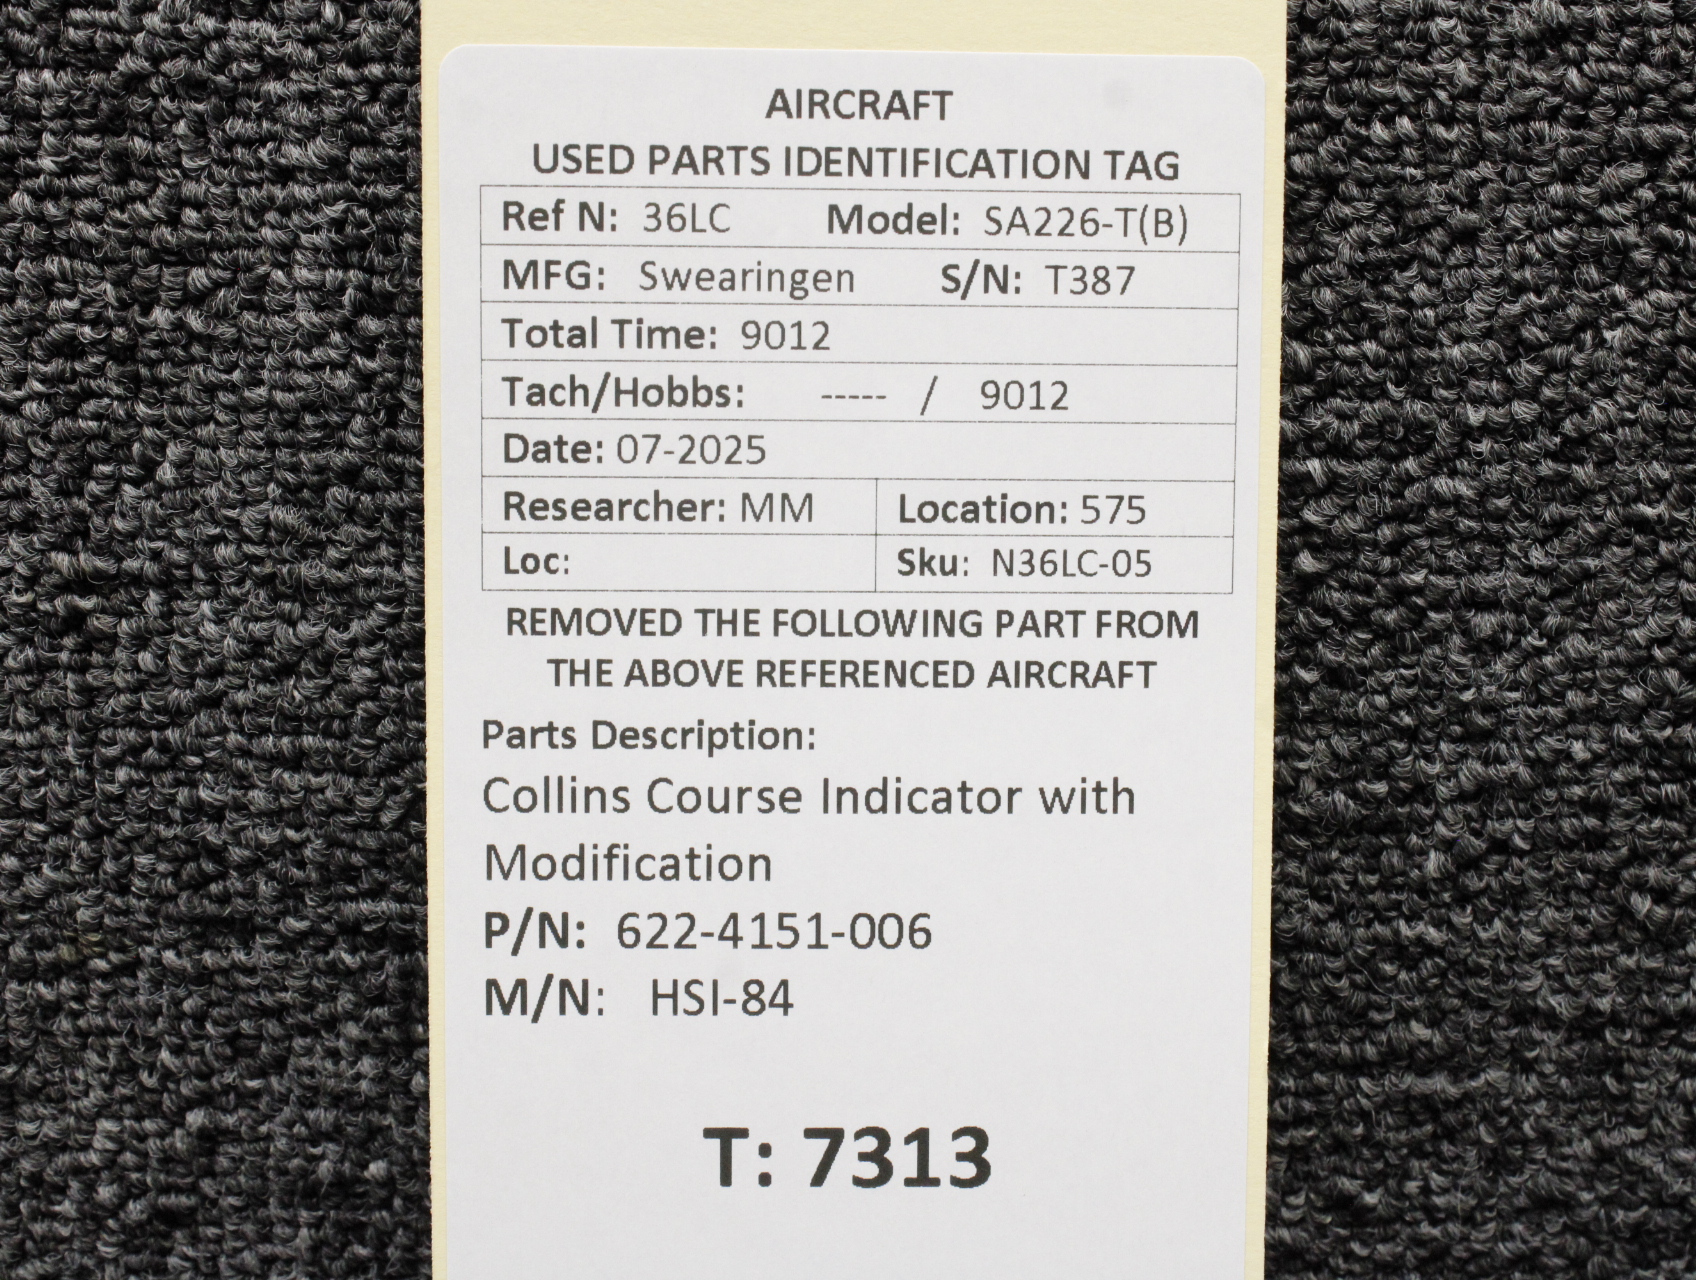 AIRCRAFT
USED PARTS IDENTIFICATION TAG
Ref N: 36LC Model: SA226-T(B)
MFG: Swearingen S/N: T387
Total Time: 9012
Tach/Hobbs: ----- / 9012
Date: 07-2025
Researcher: MM Location: 575
Loc: Sku: N36LC-05
REMOVED THE FOLLOWING PART FROM
THE ABOVE REFERENCED AIRCRAFT
Parts Description:
Collins Course Indicator with
Modification
P/N: 622-4151-006
M/N: HSI-84
T: 7313